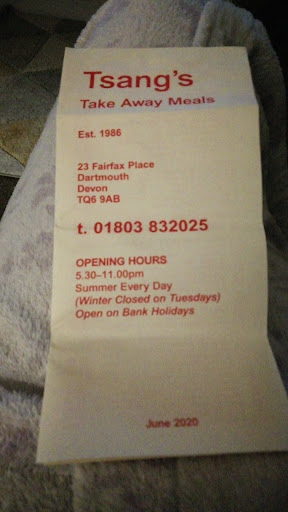 Tsang's
Take Away Meals
Est. 1986
23 Fairfax Place
Dartmouth
Devon
TQ6 9AB
t. 01803 832025
OPENING HOURS
5.30–11.00pm
Summer Every Day
(Winter Closed on Tuesdays)
Open on Bank Holidays
June 2020